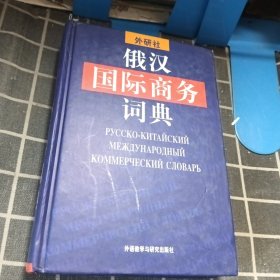 外研社
俄汉
国际商务
词典
РУССКО-КИТАЙСКИЙ
МЕЖДУНАРОДНЫЙ
КОММЕРЧЕСКИЙ СЛОВАРЬ
外语教学与研究出版社